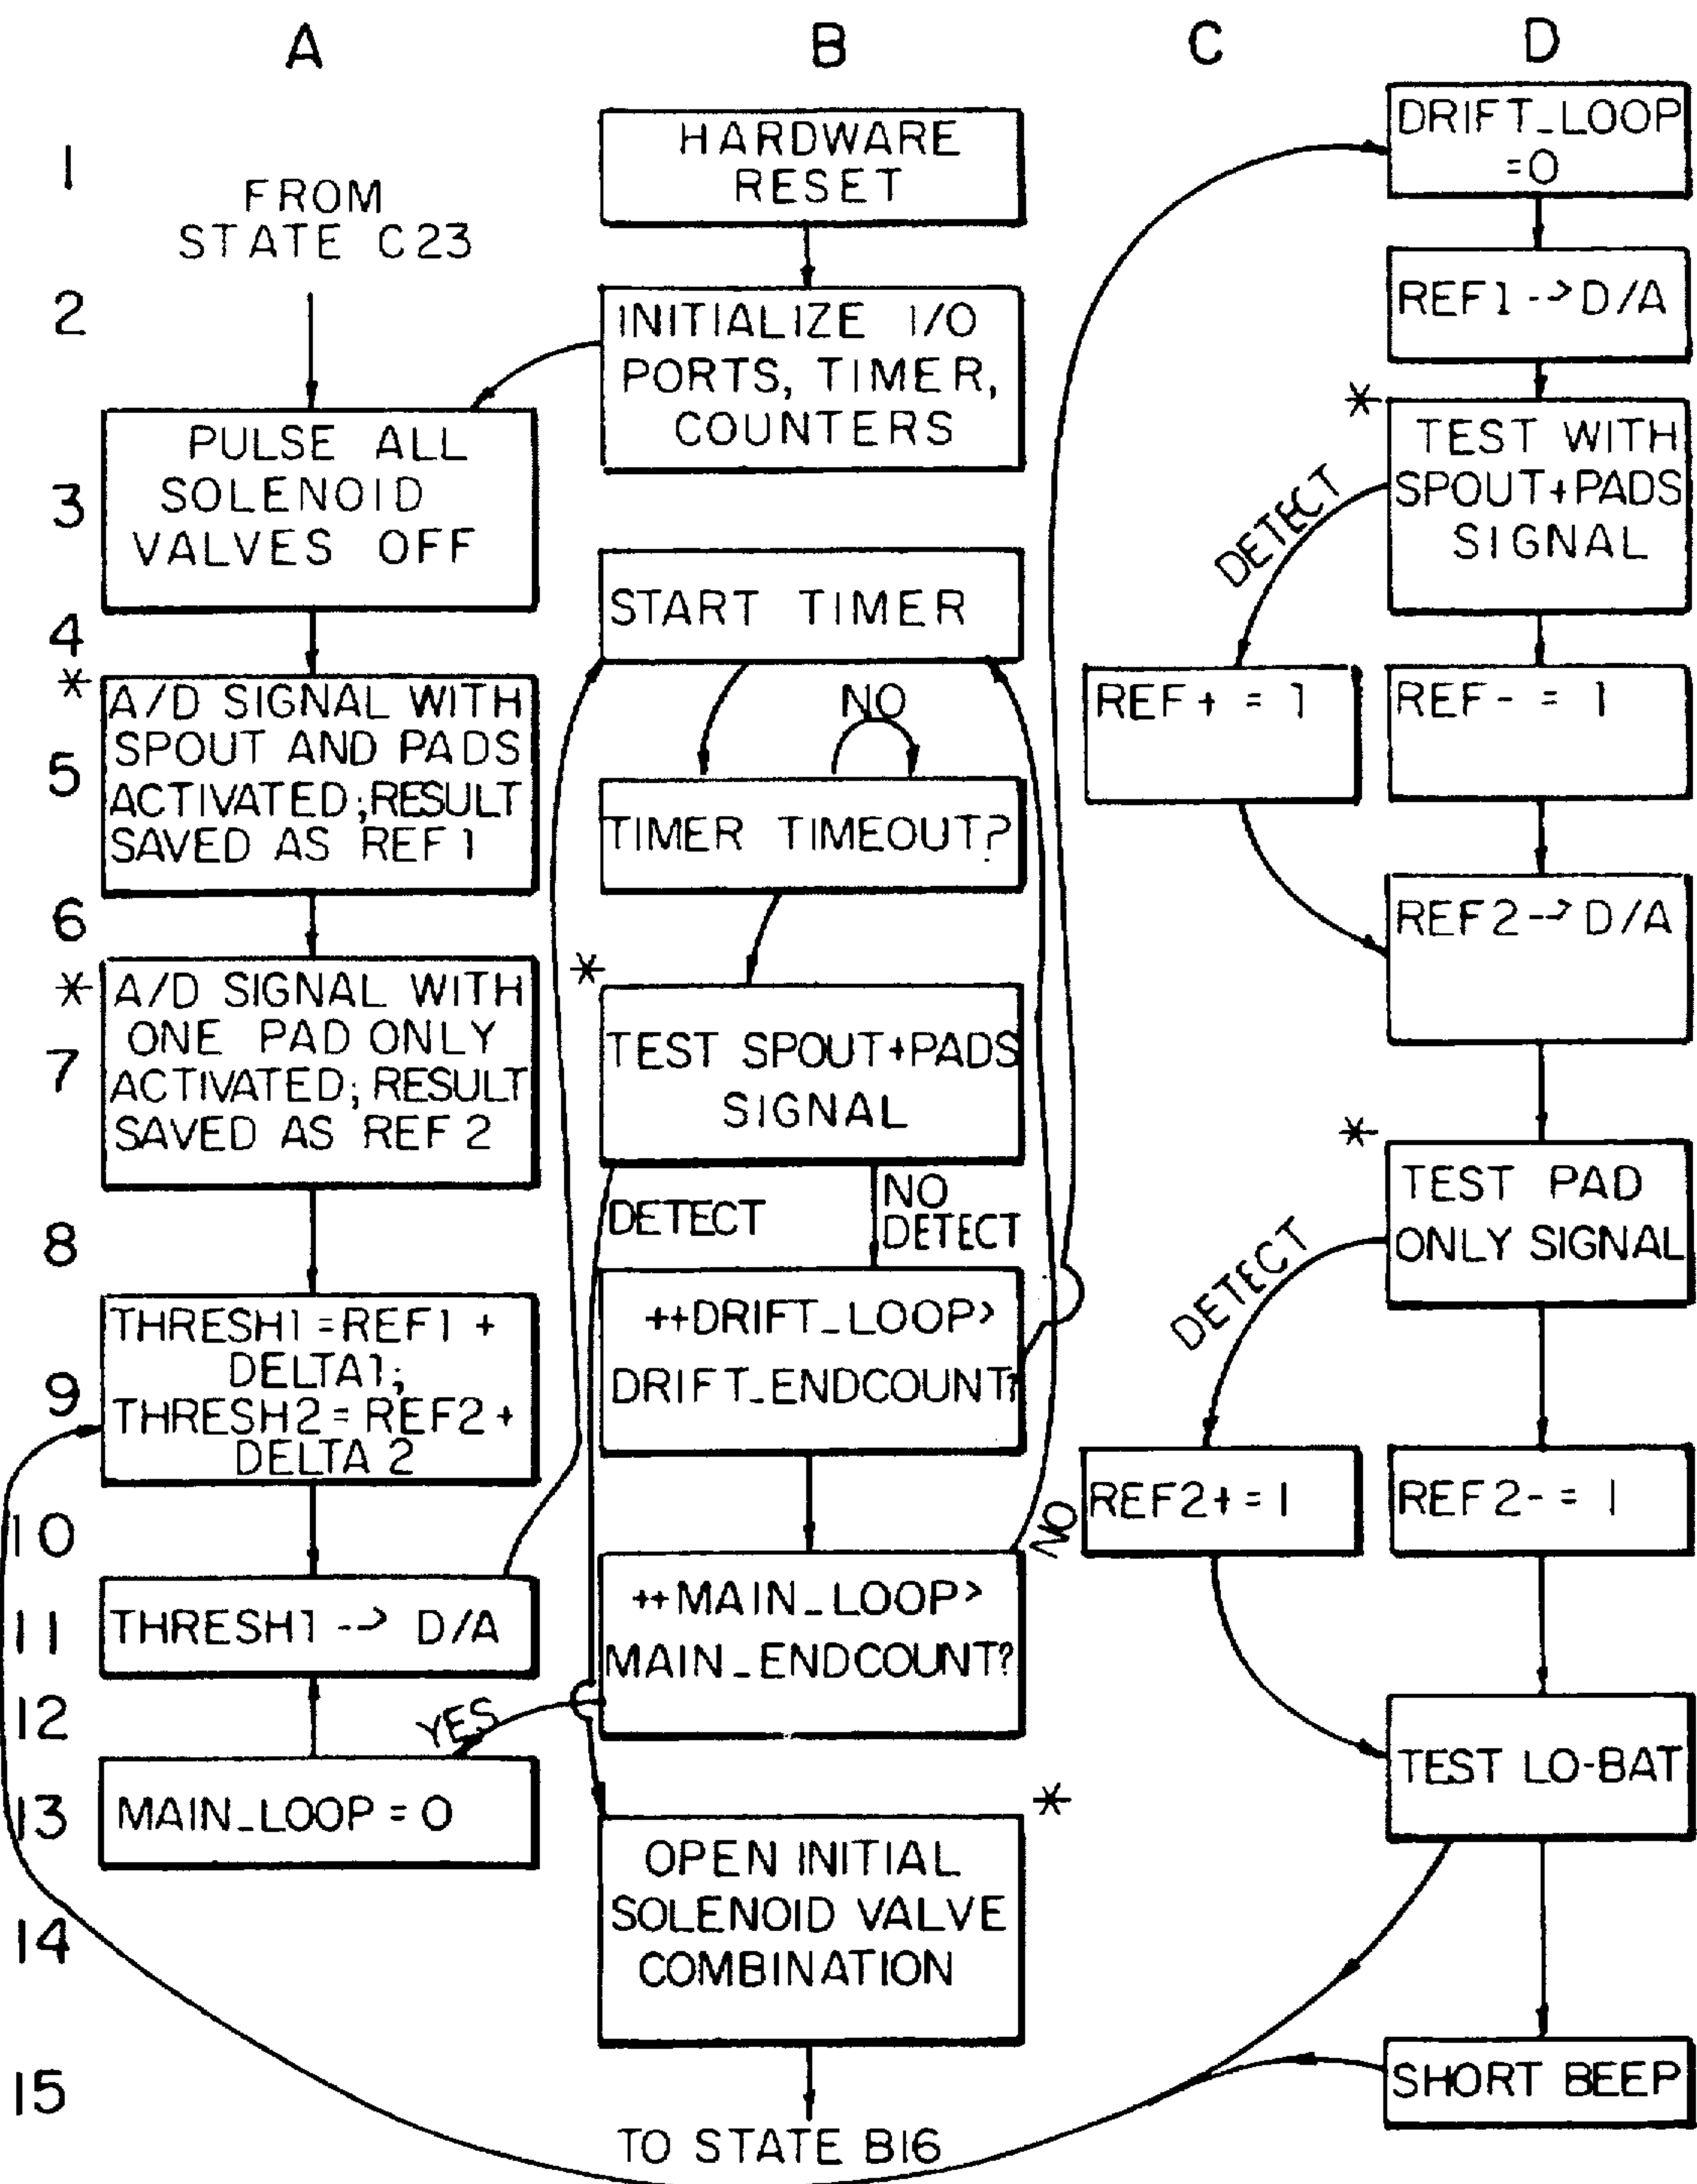 A B C D
1
2
3
4
5
6
7
8
9
10
11
12
13
14
15
FROM
STATE C23
PULSE ALL
SOLENOID
VALVES OFF
*
A/D SIGNAL WITH
SPOUT AND PADS
ACTIVATED; RESULT
SAVED AS REF 1
*
A/D SIGNAL WITH
ONE PAD ONLY
ACTIVATED; RESULT
SAVED AS REF 2
THRESH1 = REF1 +
DELTA1;
THRESH2 = REF2 +
DELTA 2
THRESH1 --> D/A
YES
MAIN_LOOP = 0
HARDWARE
RESET
INITIALIZE I/O
PORTS, TIMER,
COUNTERS
START TIMER
NO
TIMER TIMEOUT?
*
TEST SPOUT+PADS
SIGNAL
DETECT
NO
DETECT
++DRIFT_LOOP>
DRIFT_ENDCOUNT?
NO
++MAIN_LOOP>
MAIN_ENDCOUNT?
*
OPEN INITIAL
SOLENOID VALVE
COMBINATION
TO STATE B16
DRIFT_LOOP
=0
REF1 --> D/A
*
TEST WITH
SPOUT+PADS
SIGNAL
DETECT
REF+ = 1
REF- = 1
REF2 --> D/A
*
TEST PAD
ONLY SIGNAL
DETECT
REF2+ = 1
REF2- = 1
TEST LO-BAT
SHORT BEEP